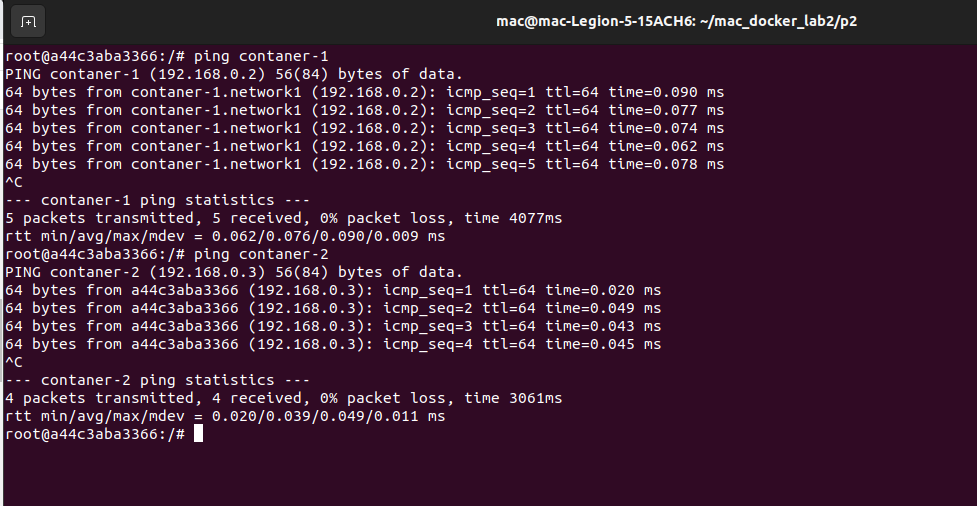 mac@mac-Legion-5-15ACH6: ~/mac_docker_lab2/p2
root@a44c3aba3366:/# ping contaner-1
PING contaner-1 (192.168.0.2) 56(84) bytes of data.
64 bytes from contaner-1.network1 (192.168.0.2): icmp_seq=1 ttl=64 time=0.090 ms
64 bytes from contaner-1.network1 (192.168.0.2): icmp_seq=2 ttl=64 time=0.077 ms
64 bytes from contaner-1.network1 (192.168.0.2): icmp_seq=3 ttl=64 time=0.074 ms
64 bytes from contaner-1.network1 (192.168.0.2): icmp_seq=4 ttl=64 time=0.062 ms
64 bytes from contaner-1.network1 (192.168.0.2): icmp_seq=5 ttl=64 time=0.078 ms
^C
--- contaner-1 ping statistics ---
5 packets transmitted, 5 received, 0% packet loss, time 4077ms
rtt min/avg/max/mdev = 0.062/0.076/0.090/0.009 ms
root@a44c3aba3366:/# ping contaner-2
PING contaner-2 (192.168.0.3) 56(84) bytes of data.
64 bytes from a44c3aba3366 (192.168.0.3): icmp_seq=1 ttl=64 time=0.020 ms
64 bytes from a44c3aba3366 (192.168.0.3): icmp_seq=2 ttl=64 time=0.049 ms
64 bytes from a44c3aba3366 (192.168.0.3): icmp_seq=3 ttl=64 time=0.043 ms
64 bytes from a44c3aba3366 (192.168.0.3): icmp_seq=4 ttl=64 time=0.045 ms
^C
--- contaner-2 ping statistics ---
4 packets transmitted, 4 received, 0% packet loss, time 3061ms
rtt min/avg/max/mdev = 0.020/0.039/0.049/0.011 ms
root@a44c3aba3366:/#